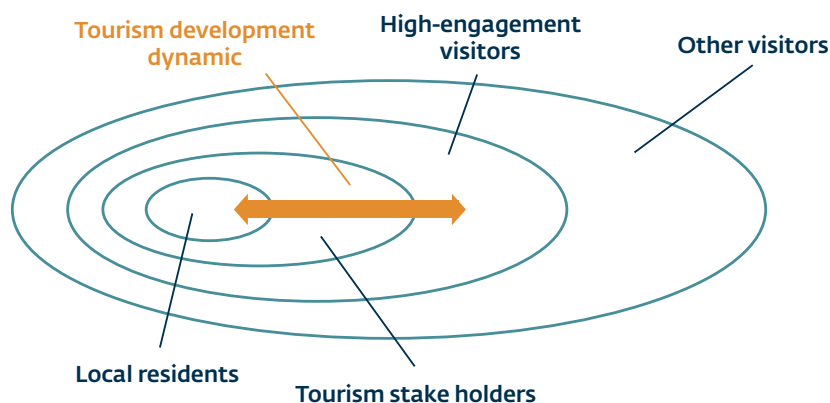 Tourism development
dynamic
High-engagement
visitors
Other visitors
Local residents
Tourism stake holders